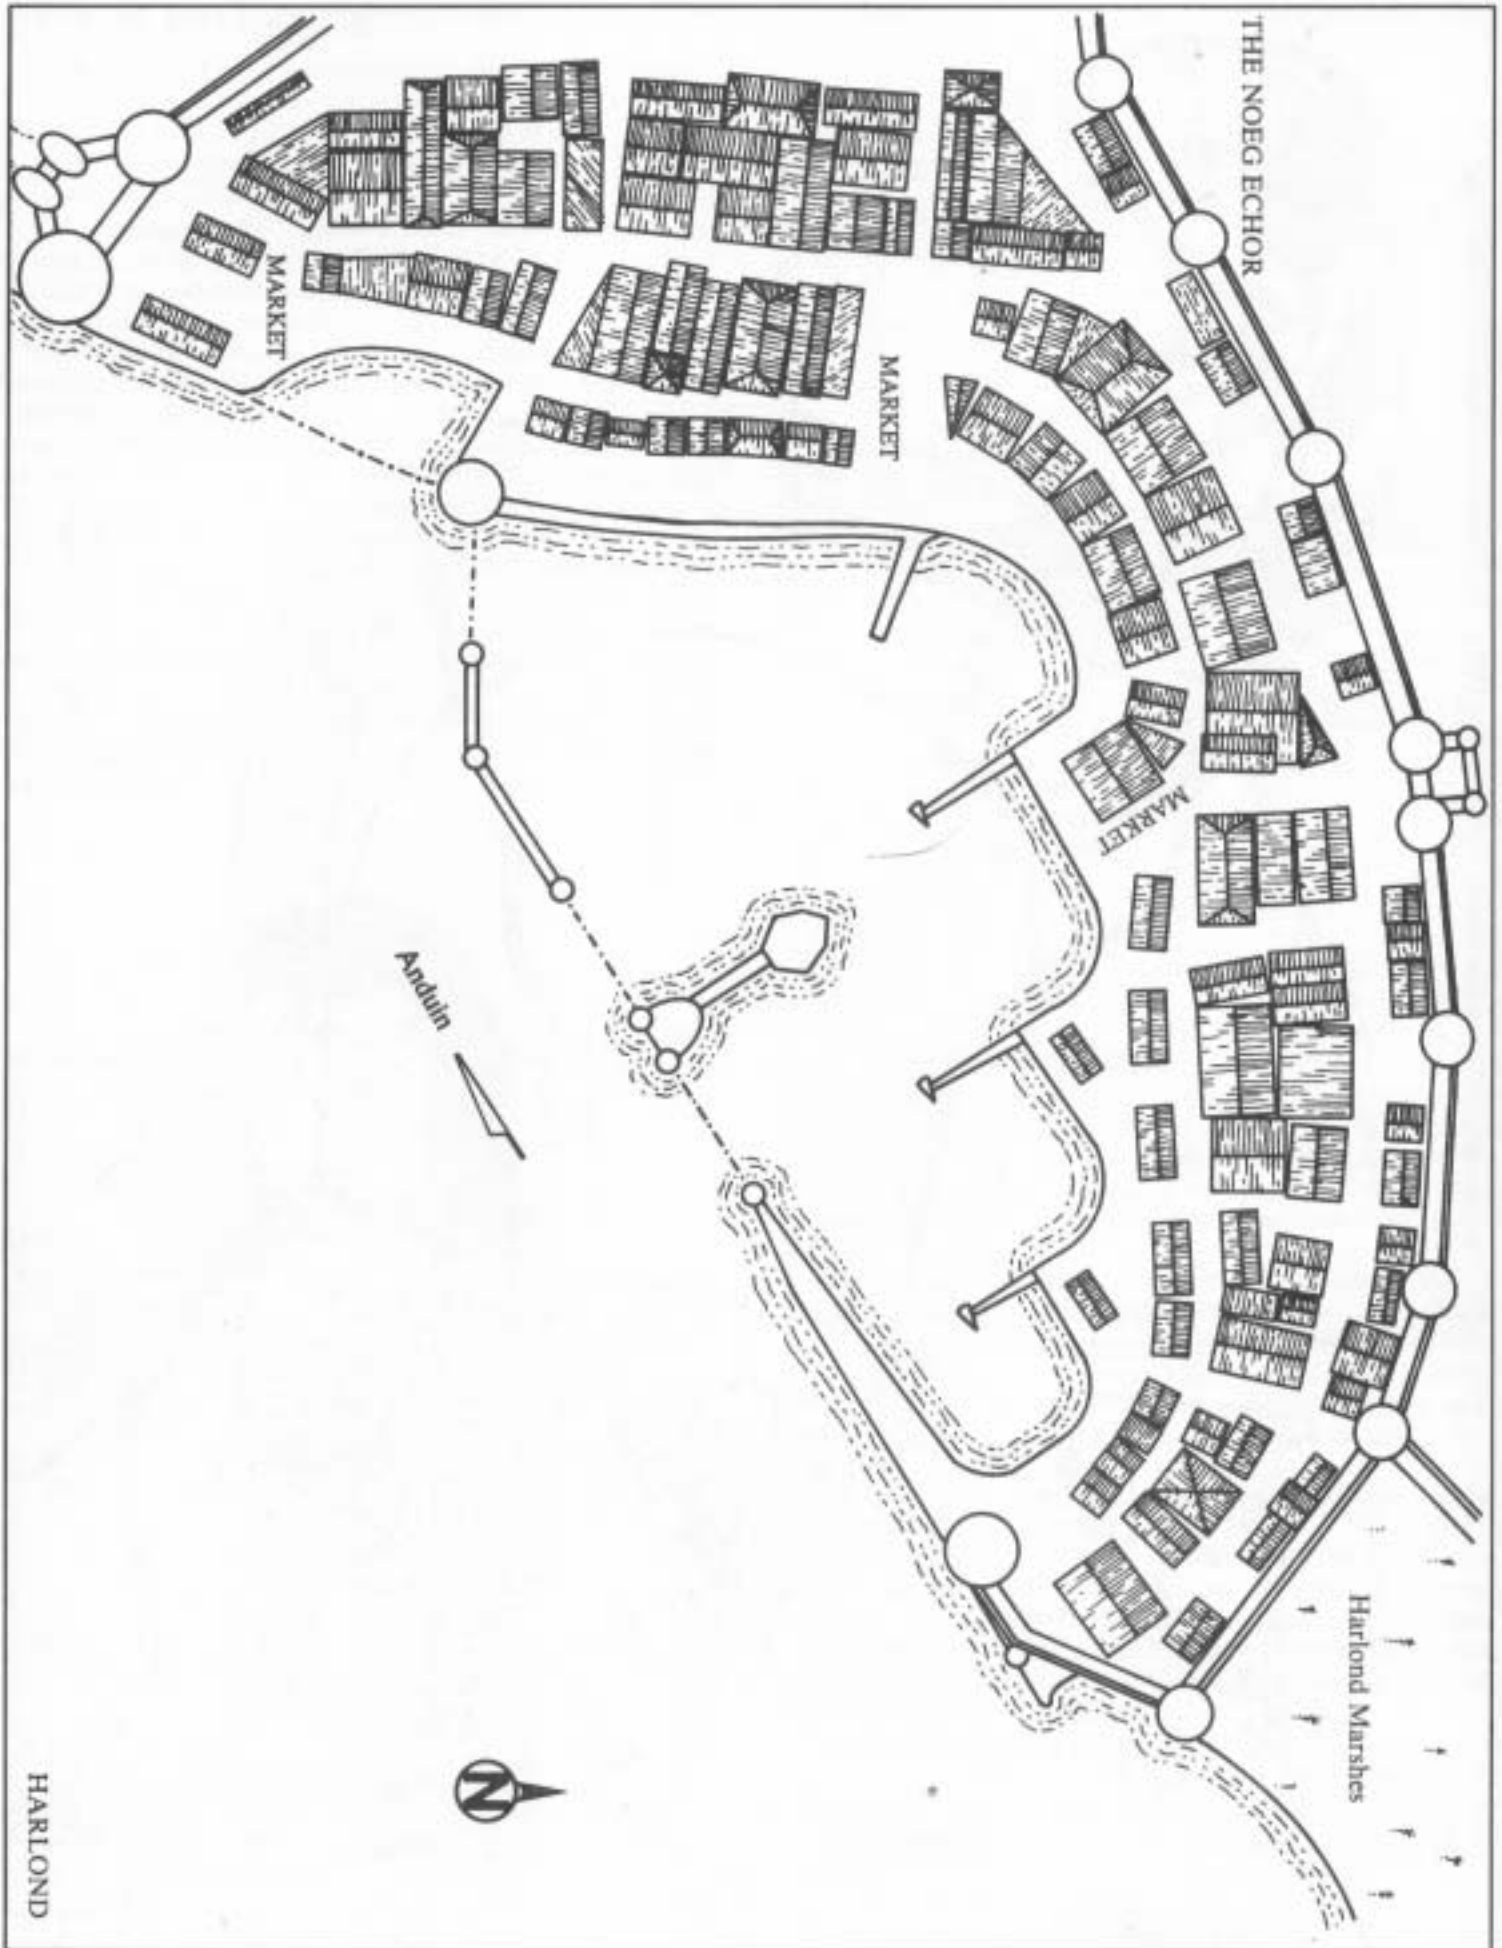 THE NOEG ECHOR
MARKET
MARKET
MARKET
Anduin
Harlond Marshes
N
HARLOND